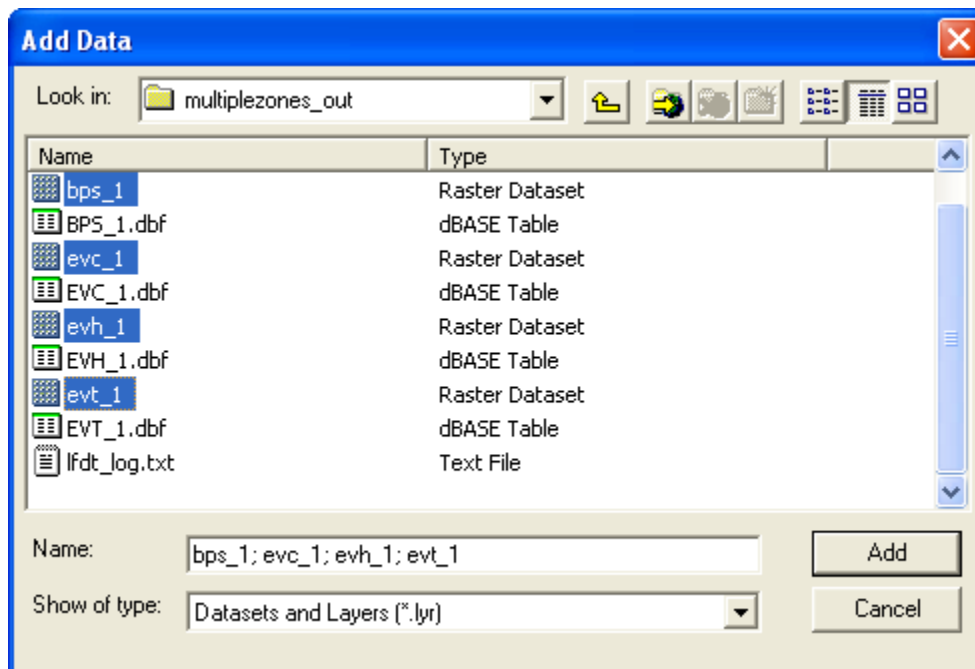 Add Data
Look in: multiplezones_out
Name Type
bps_1 Raster Dataset
BPS_1.dbf dBASE Table
evc_1 Raster Dataset
EVC_1.dbf dBASE Table
evh_1 Raster Dataset
EVH_1.dbf dBASE Table
evt_1 Raster Dataset
EVT_1.dbf dBASE Table
lfdt_log.txt Text File
Name: bps_1; evc_1; evh_1; evt_1 Add
Show of type: Datasets and Layers (*.lyr) Cancel